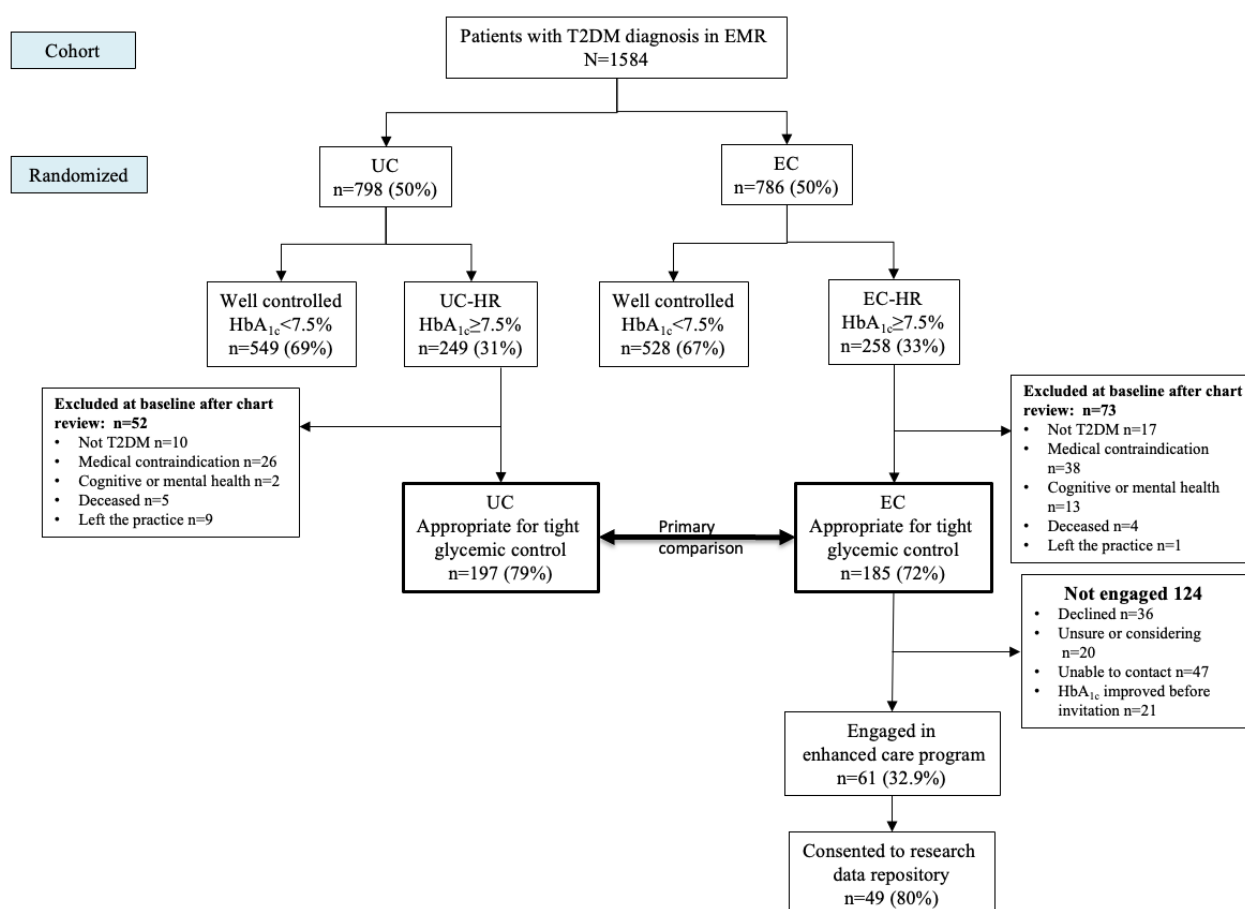 Cohort
Patients with T2DM diagnosis in EMR
N=1584
Randomized
UC
n=798 (50%)
EC
n=786 (50%)
Well controlled
HbA1c<7.5%
n=549 (69%)
UC-HR
HbA1c≥7.5%
n=249 (31%)
Well controlled
HbA1c<7.5%
n=528 (67%)
EC-HR
HbA1c≥7.5%
n=258 (33%)
Excluded at baseline after chart
review: n=52
• Not T2DM n=10
• Medical contraindication n=26
• Cognitive or mental health n=2
• Deceased n=5
• Left the practice n=9
Excluded at baseline after chart
review: n=73
• Not T2DM n=17
• Medical contraindication
n=38
• Cognitive or mental health
n=13
• Deceased n=4
• Left the practice n=1
UC
Appropriate for tight
glycemic control
n=197 (79%)
Primary
comparison
EC
Appropriate for tight
glycemic control
n=185 (72%)
Not engaged 124
• Declined n=36
• Unsure or considering
n=20
• Unable to contact n=47
• HbA1c improved before
invitation n=21
Engaged in
enhanced care program
n=61 (32.9%)
Consented to research
data repository
n=49 (80%)